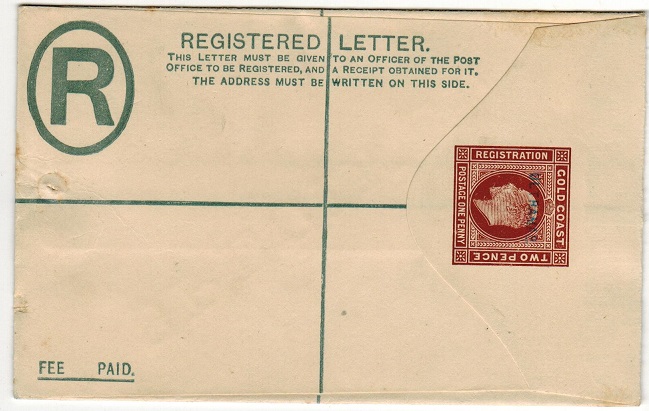 R
REGISTERED LETTER.
THIS LETTER MUST BE GIVEN TO AN OFFICER OF THE POST
OFFICE TO BE REGISTERED, AND A RECEIPT OBTAINED FOR IT.
THE ADDRESS MUST BE WRITTEN ON THIS SIDE.
REGISTRATION
GOLD COAST
TWO PENCE
POSTAGE ONE PENNY
FEE PAID.